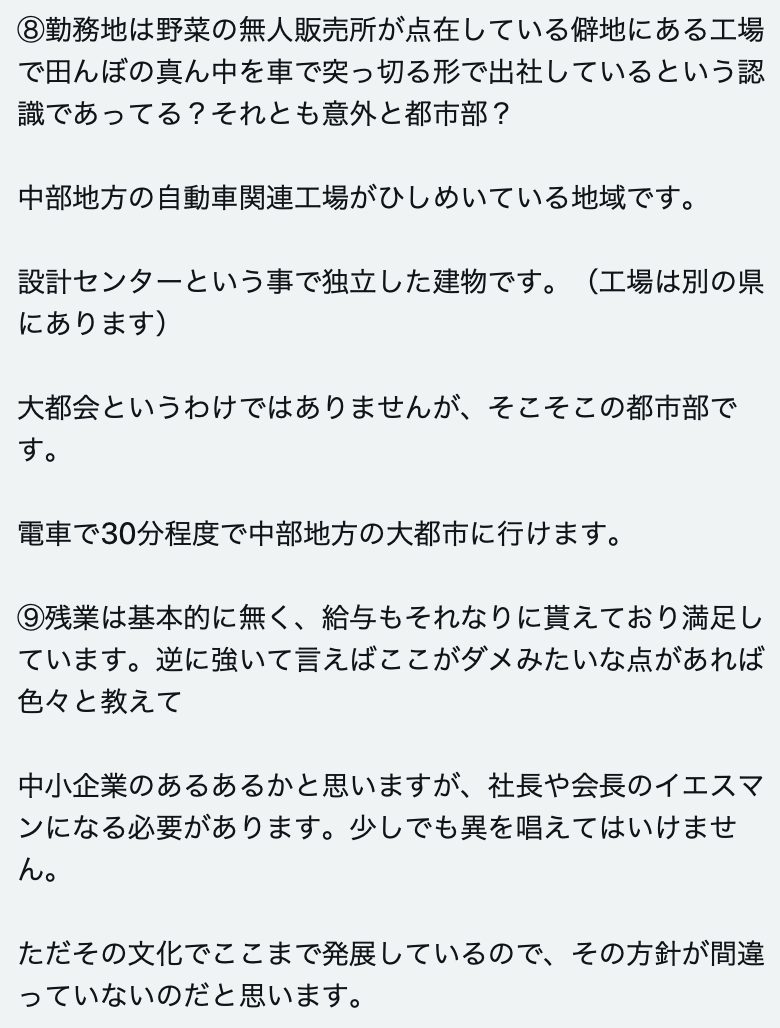 ⑧勤務地は野菜の無人販売所が点在している僻地にある工場
で田んぼの真ん中を車で突っ切る形で出社しているという認
識であってる？それとも意外と都市部？
中部地方の自動車関連工場がひしめいている地域です。
設計センターという事で独立した建物です。（工場は別の県
にあります）
大都会というわけではありませんが、そこそこの都市部で
す。
電車で30分程度で中部地方の大都市に行けます。
⑨残業は基本的に無く、給与もそれなりに貰えており満足し
ています。逆に強いて言えばここがダメみたいな点があれば
色々と教えて
中小企業のあるあるかと思いますが、社長や会長のイエスマ
ンになる必要があります。少しでも異を唱えてはいけませ
ん。
ただその文化でここまで発展しているので、その方針が間違
っていないのだと思います。